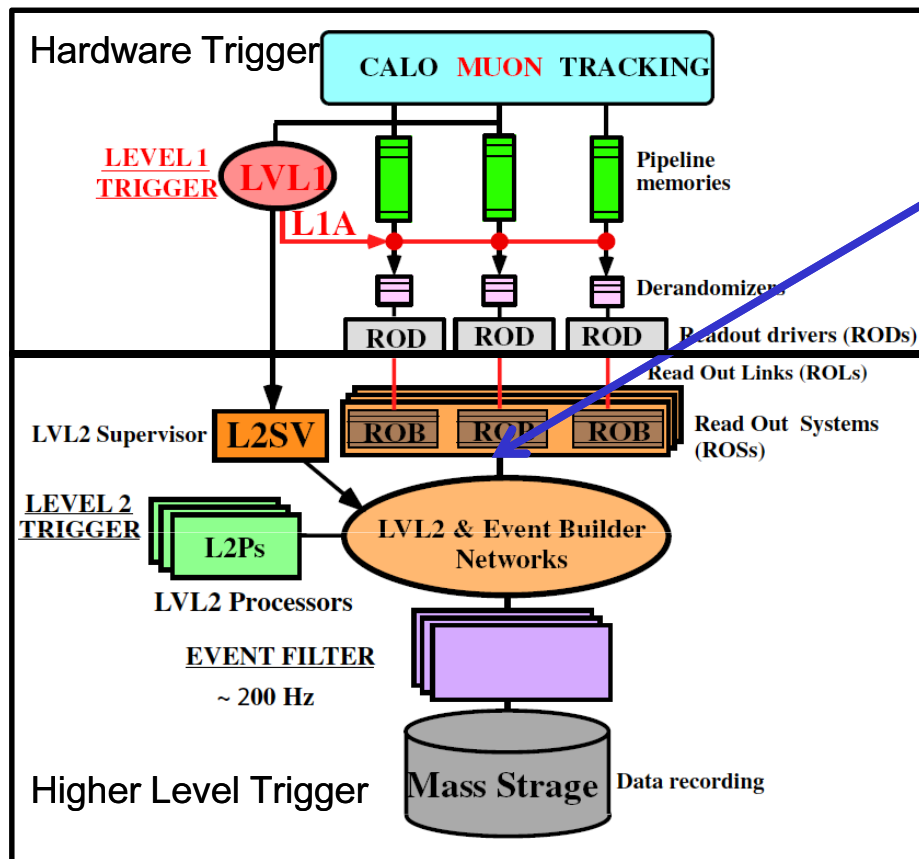 Hardware Trigger
CALO MUON TRACKING
LEVEL 1
TRIGGER
LVL1
Pipeline
memories
L1A
Derandomizers
ROD ROD ROD
Readout drivers (RODs)
Read Out Links (ROLs)
LVL2 Supervisor
L2SV
ROB ROB ROB
Read Out Systems
(ROSs)
LEVEL 2
TRIGGER
L2Ps
LVL2 Processors
LVL2 & Event Builder
Networks
EVENT FILTER
~ 200 Hz
Mass Strage
Data recording
Higher Level Trigger